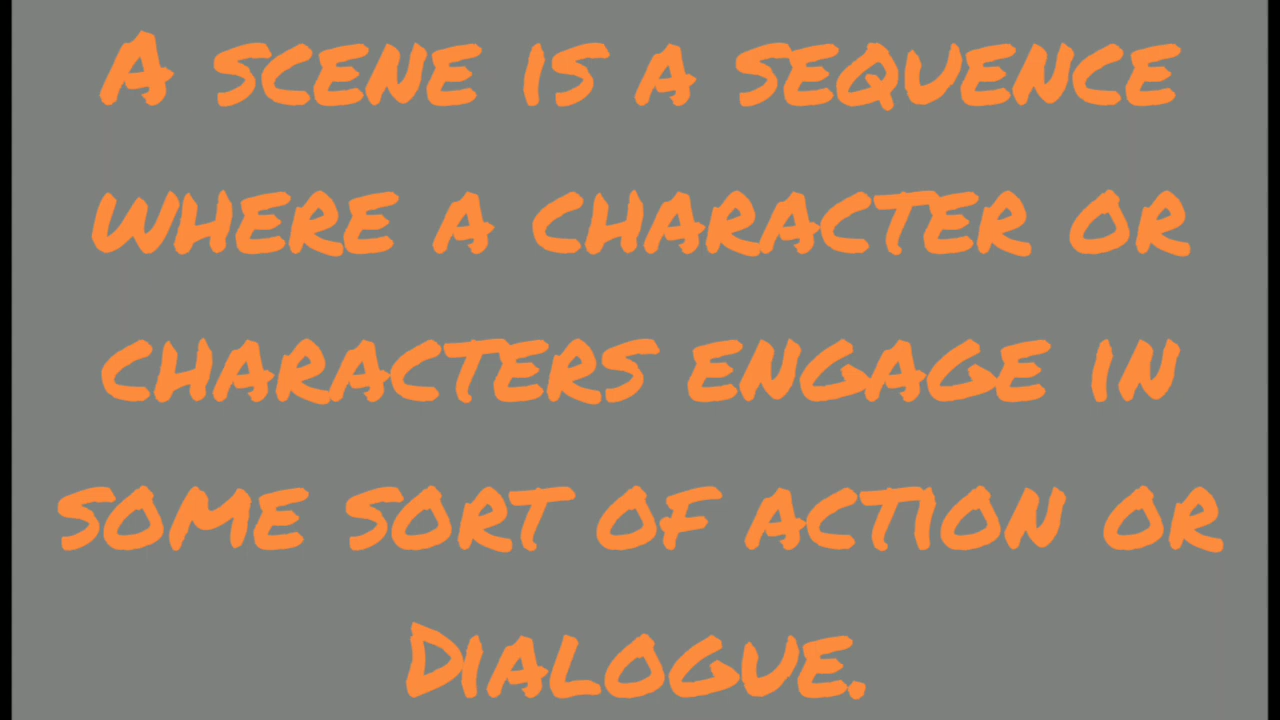 A scene is a sequence
where a character or
characters engage in
some sort of action or
Dialogue.